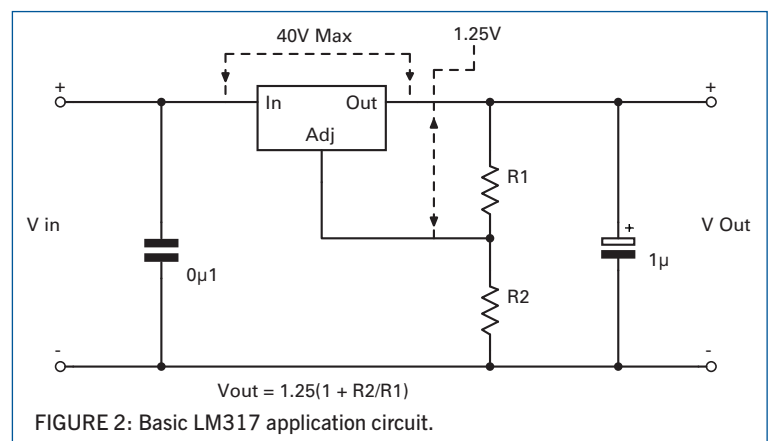 40V Max
1.25V
+
+
In
Out
Adj
R1
+
V in
V Out
0µ1
1µ
R2
-
-
Vout = 1.25(1 + R2/R1)
FIGURE 2: Basic LM317 application circuit.